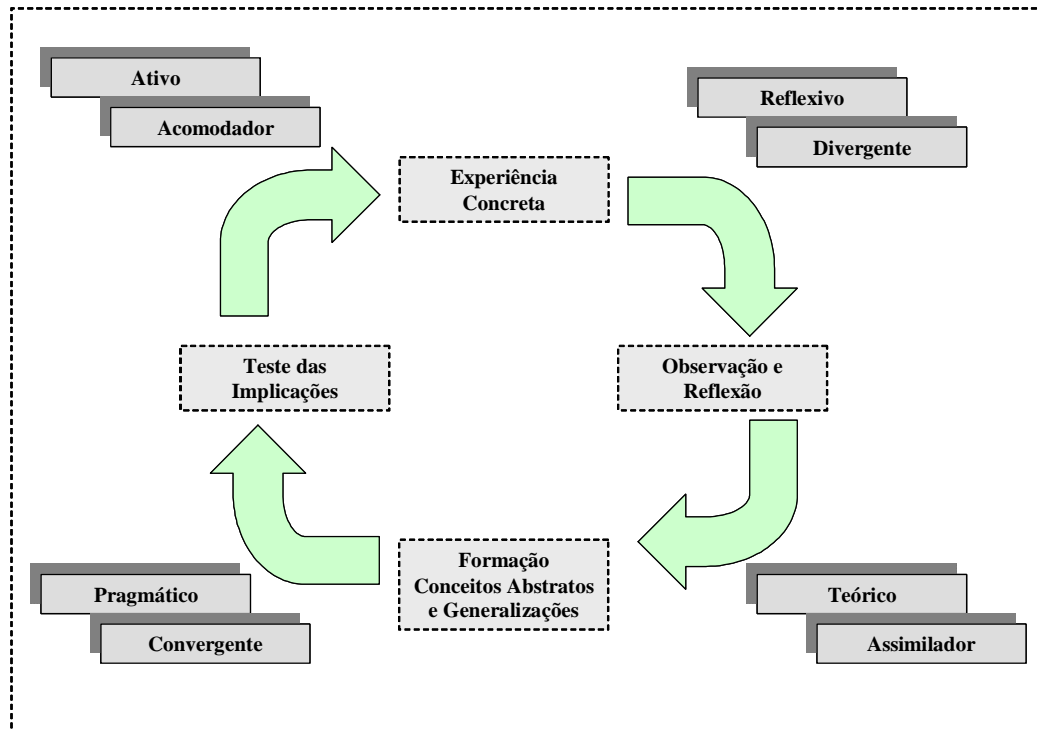 Ativo
Acomodador
Reflexivo
Divergente
Experiência
Concreta
Teste das
Implicações
Observação e
Reflexão
Formação
Conceitos Abstratos
e Generalizações
Pragmático
Convergente
Teórico
Assimilador